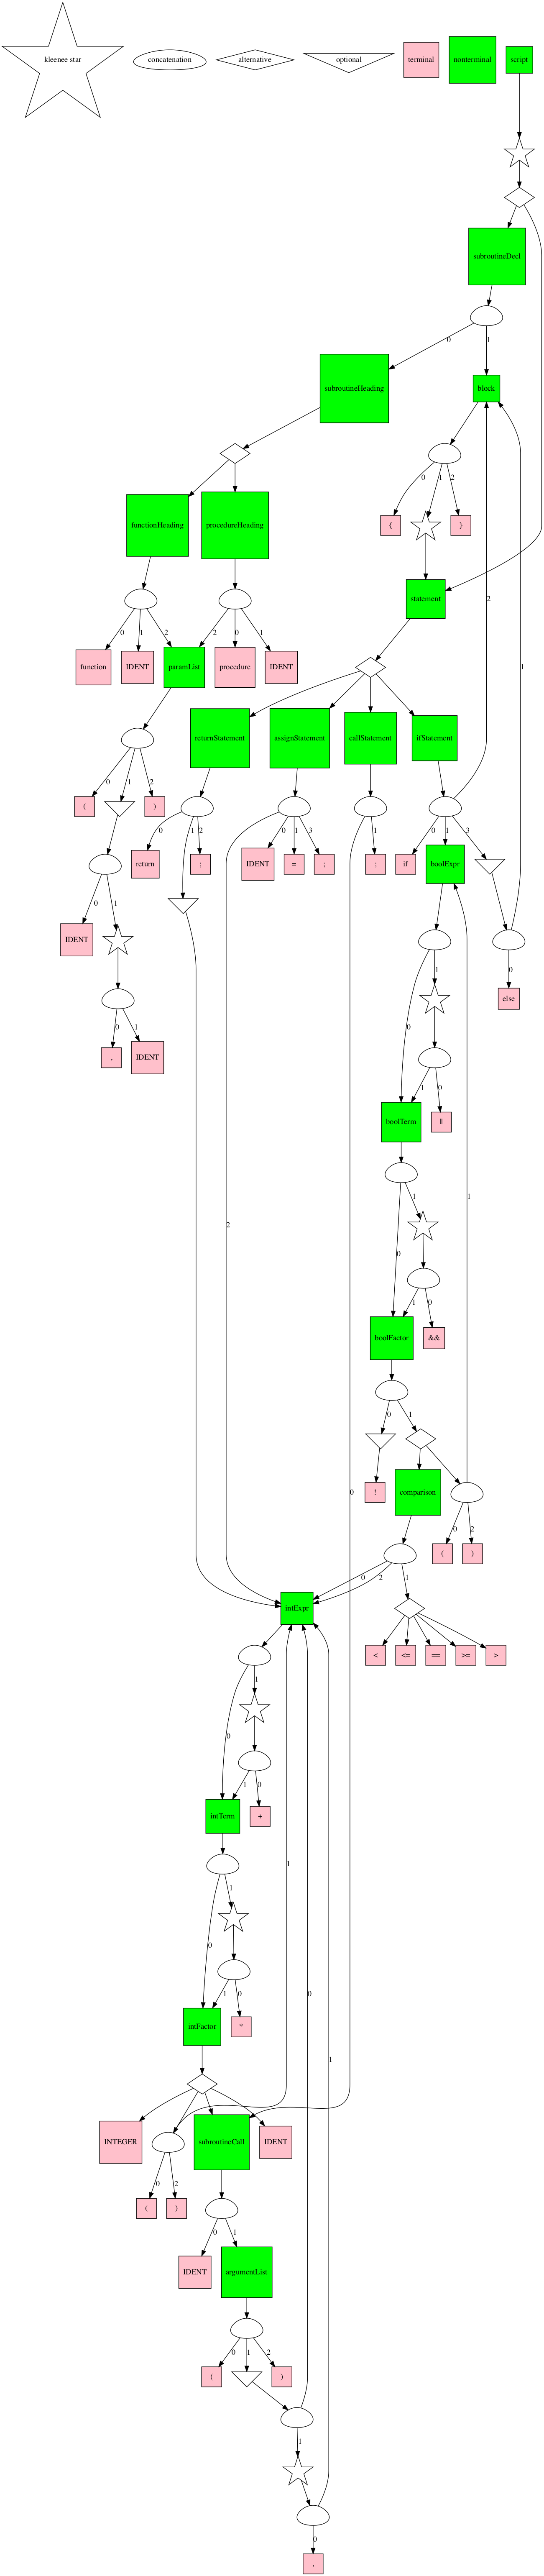 kleenee star
concatenation
alternative
optional
terminal
nonterminal
script
subroutineDecl
0
1
subroutineHeading
block
0
1
2
functionHeading
procedureHeading
{
}
statement
2
0
1
2
2
0
1
1
function
IDENT
paramList
procedure
IDENT
returnStatement
assignStatement
callStatement
ifStatement
0
1
2
(
)
0
1
2
0
1
3
1
0
1
3
return
;
IDENT
=
;
;
if
boolExpr
0
1
IDENT
1
0
else
0
1
,
IDENT
1
0
boolTerm
||
2
1
0
1
1
0
boolFactor
&&
0
1
0
!
comparison
0
2
(
)
0
2
1
intExpr
<
<=
==
>=
>
1
0
1
0
intTerm
+
1
1
0
0
1
1
0
intFactor
*
INTEGER
subroutineCall
IDENT
0
2
(
)
0
1
IDENT
argumentList
0
1
2
(
)
1
0
,